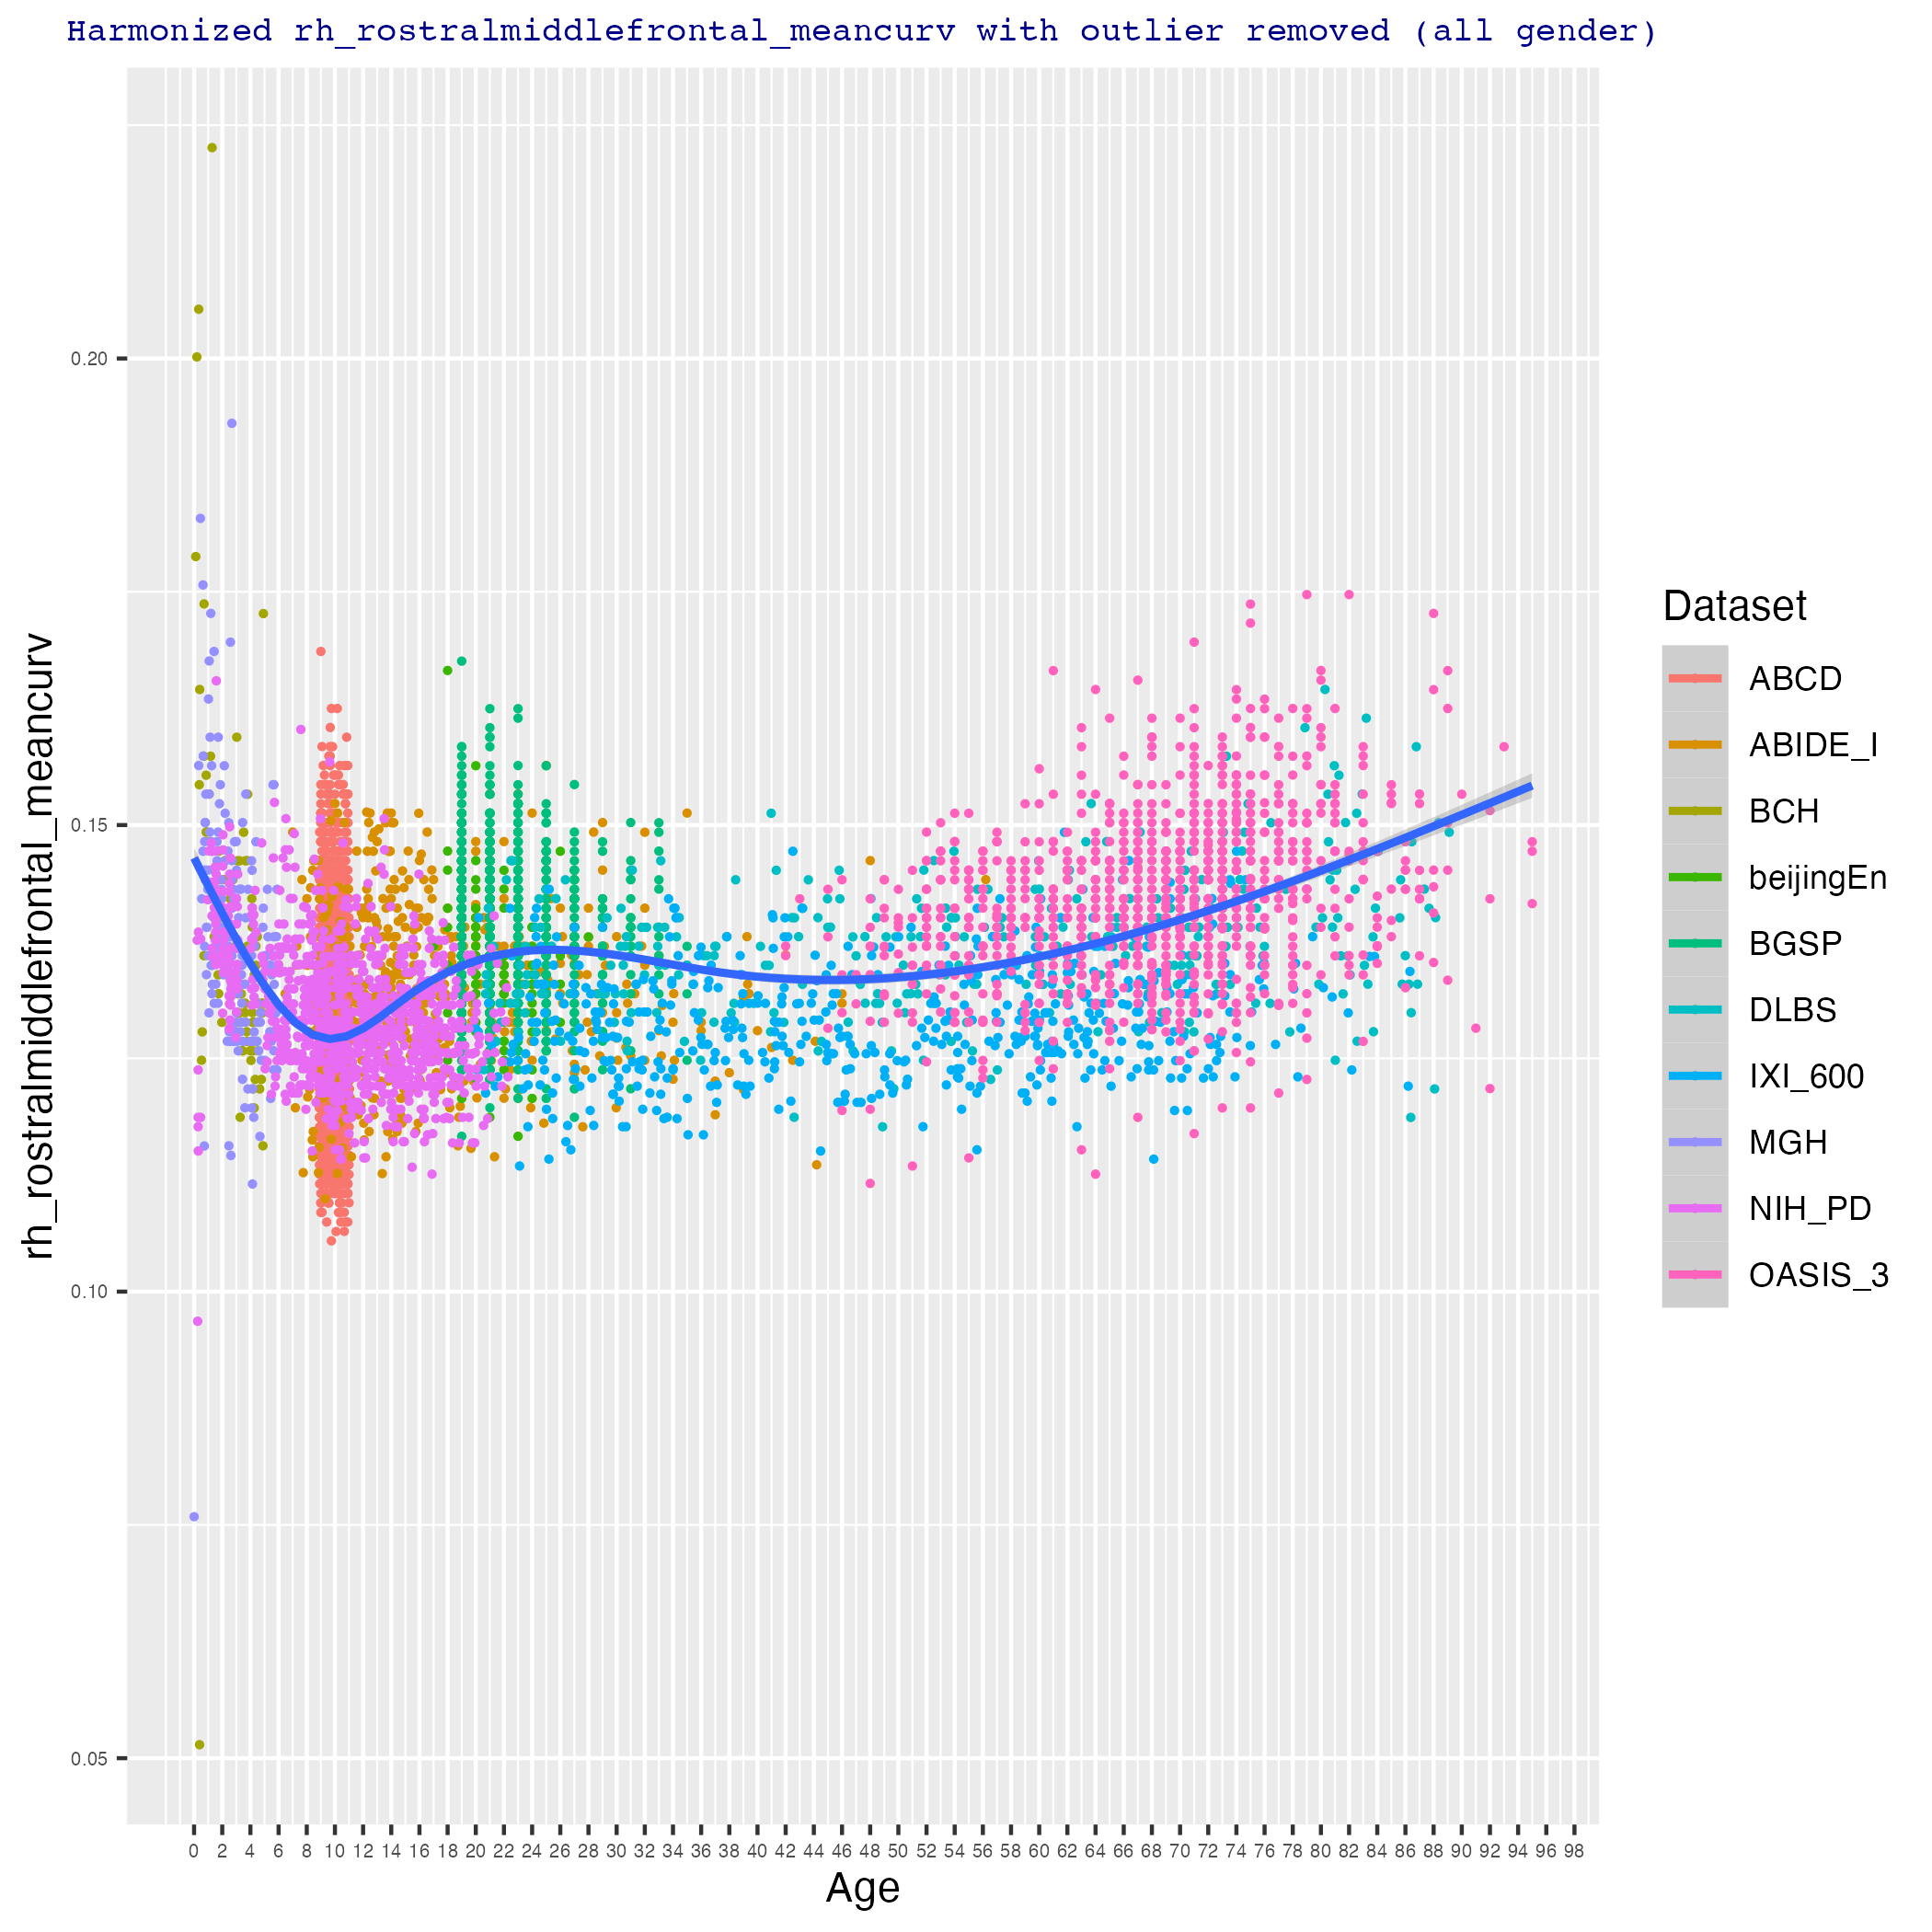 Harmonized rh_rostralmiddlefrontal_meancurv with outlier removed (all gender)
rh_rostralmiddlefrontal_meancurv
0.20
0.15
0.10
0.05
0 2 4 6 8 10 12 14 16 18 20 22 24 26 28 30 32 34 36 38 40 42 44 46 48 50 52 54 56 58 60 62 64 66 68 70 72 74 76 78 80 82 84 86 88 90 92 94 96 98
Age
Dataset
ABCD
ABIDE_I
BCH
beijingEn
BGSP
DLBS
IXI_600
MGH
NIH_PD
OASIS_3